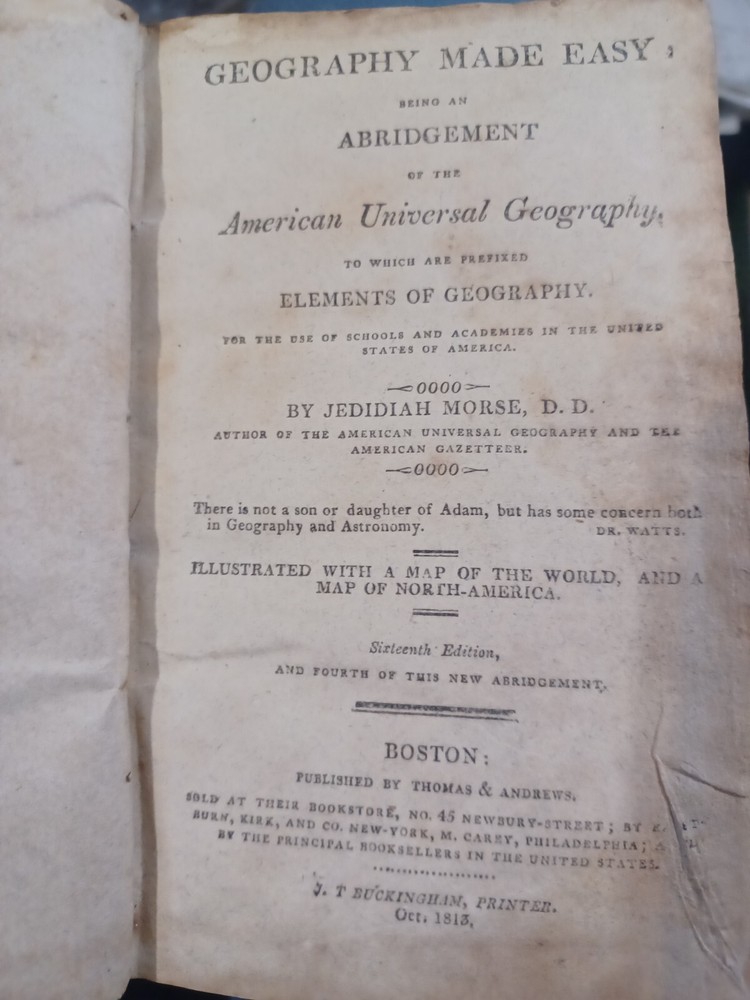 GEOGRAPHY MADE EASY;
BEING AN
ABRIDGEMENT
OF THE
American Universal Geography,
TO WHICH ARE PREFIXED
ELEMENTS OF GEOGRAPHY.
FOR THE USE OF SCHOOLS AND ACADEMIES IN THE UNITED
STATES OF AMERICA.
0000
BY JEDIDIAH MORSE, D. D.
AUTHOR OF THE AMERICAN UNIVERSAL GEOGRAPHY AND THE
AMERICAN GAZETTEER.
0000
There is not a son or daughter of Adam, but has some concern both
in Geography and Astronomy. DR. WATTS.
ILLUSTRATED WITH A MAP OF THE WORLD, AND A
MAP OF NORTH-AMERICA.
Sixteenth Edition,
AND FOURTH OF THIS NEW ABRIDGEMENT.
BOSTON:
PUBLISHED BY THOMAS & ANDREWS.
SOLD AT THEIR BOOKSTORE, NO. 45 NEWBURY-STREET; BY
BURN, KIRK, AND CO. NEW-YORK, M. CAREY, PHILADELPHIA;
BY THE PRINCIPAL BOOKSELLERS IN THE UNITED STATES.
J. T BUCKINGHAM, PRINTER.
Oct. 1813.